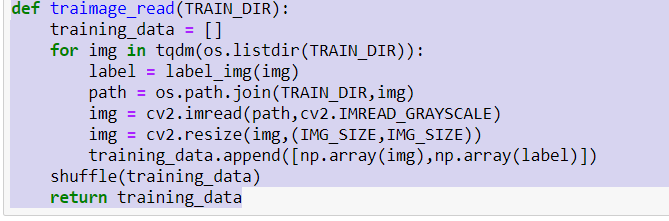 def traimage_read(TRAIN_DIR):
    training_data = []
    for img in tqdm(os.listdir(TRAIN_DIR)):
        label = label_img(img)
        path = os.path.join(TRAIN_DIR,img)
        img = cv2.imread(path,cv2.IMREAD_GRAYSCALE)
        img = cv2.resize(img,(IMG_SIZE,IMG_SIZE))
        training_data.append([np.array(img),np.array(label)])
    shuffle(training_data)
    return training_data